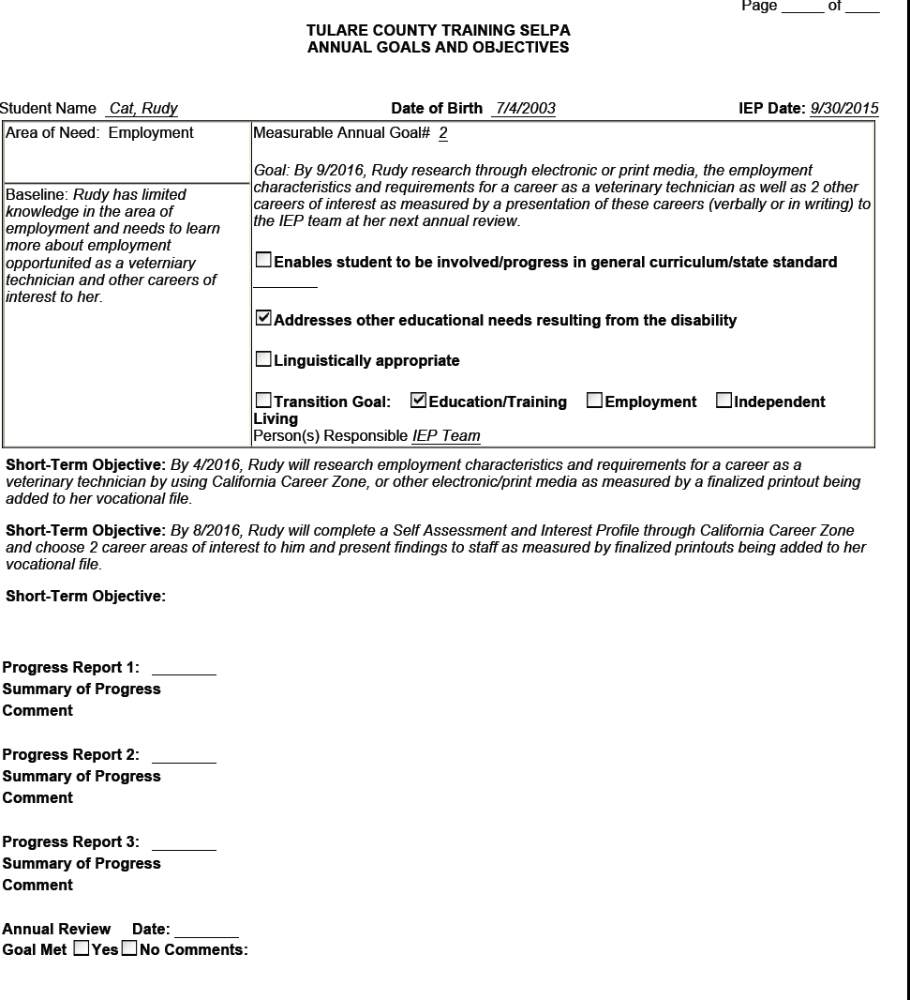 Page _____ of ____
TULARE COUNTY TRAINING SELPA
ANNUAL GOALS AND OBJECTIVES
Student Name Cat, Rudy Date of Birth 7/4/2003 IEP Date: 9/30/2015
Area of Need: Employment
Baseline: Rudy has limited
knowledge in the area of
employment and needs to learn
more about employment
opportunited as a veterniary
technician and other careers of
interest to her.
Measurable Annual Goal# 2
Goal: By 9/2016, Rudy research through electronic or print media, the employment
characteristics and requirements for a career as a veterinary technician as well as 2 other
careers of interest as measured by a presentation of these careers (verbally or in writing) to
the IEP team at her next annual review.
Enables student to be involved/progress in general curriculum/state standard
________
Addresses other educational needs resulting from the disability
Linguistically appropriate
Transition Goal: Education/Training Employment Independent
Living
Person(s) Responsible IEP Team
Short-Term Objective: By 4/2016, Rudy will research employment characteristics and requirements for a career as a
veterinary technician by using California Career Zone, or other electronic/print media as measured by a finalized printout being
added to her vocational file.
Short-Term Objective: By 8/2016, Rudy will complete a Self Assessment and Interest Profile through California Career Zone
and choose 2 career areas of interest to him and present findings to staff as measured by finalized printouts being added to her
vocational file.
Short-Term Objective:
Progress Report 1: ________
Summary of Progress
Comment
Progress Report 2: ________
Summary of Progress
Comment
Progress Report 3: ________
Summary of Progress
Comment
Annual Review Date: ________
Goal Met Yes No Comments: